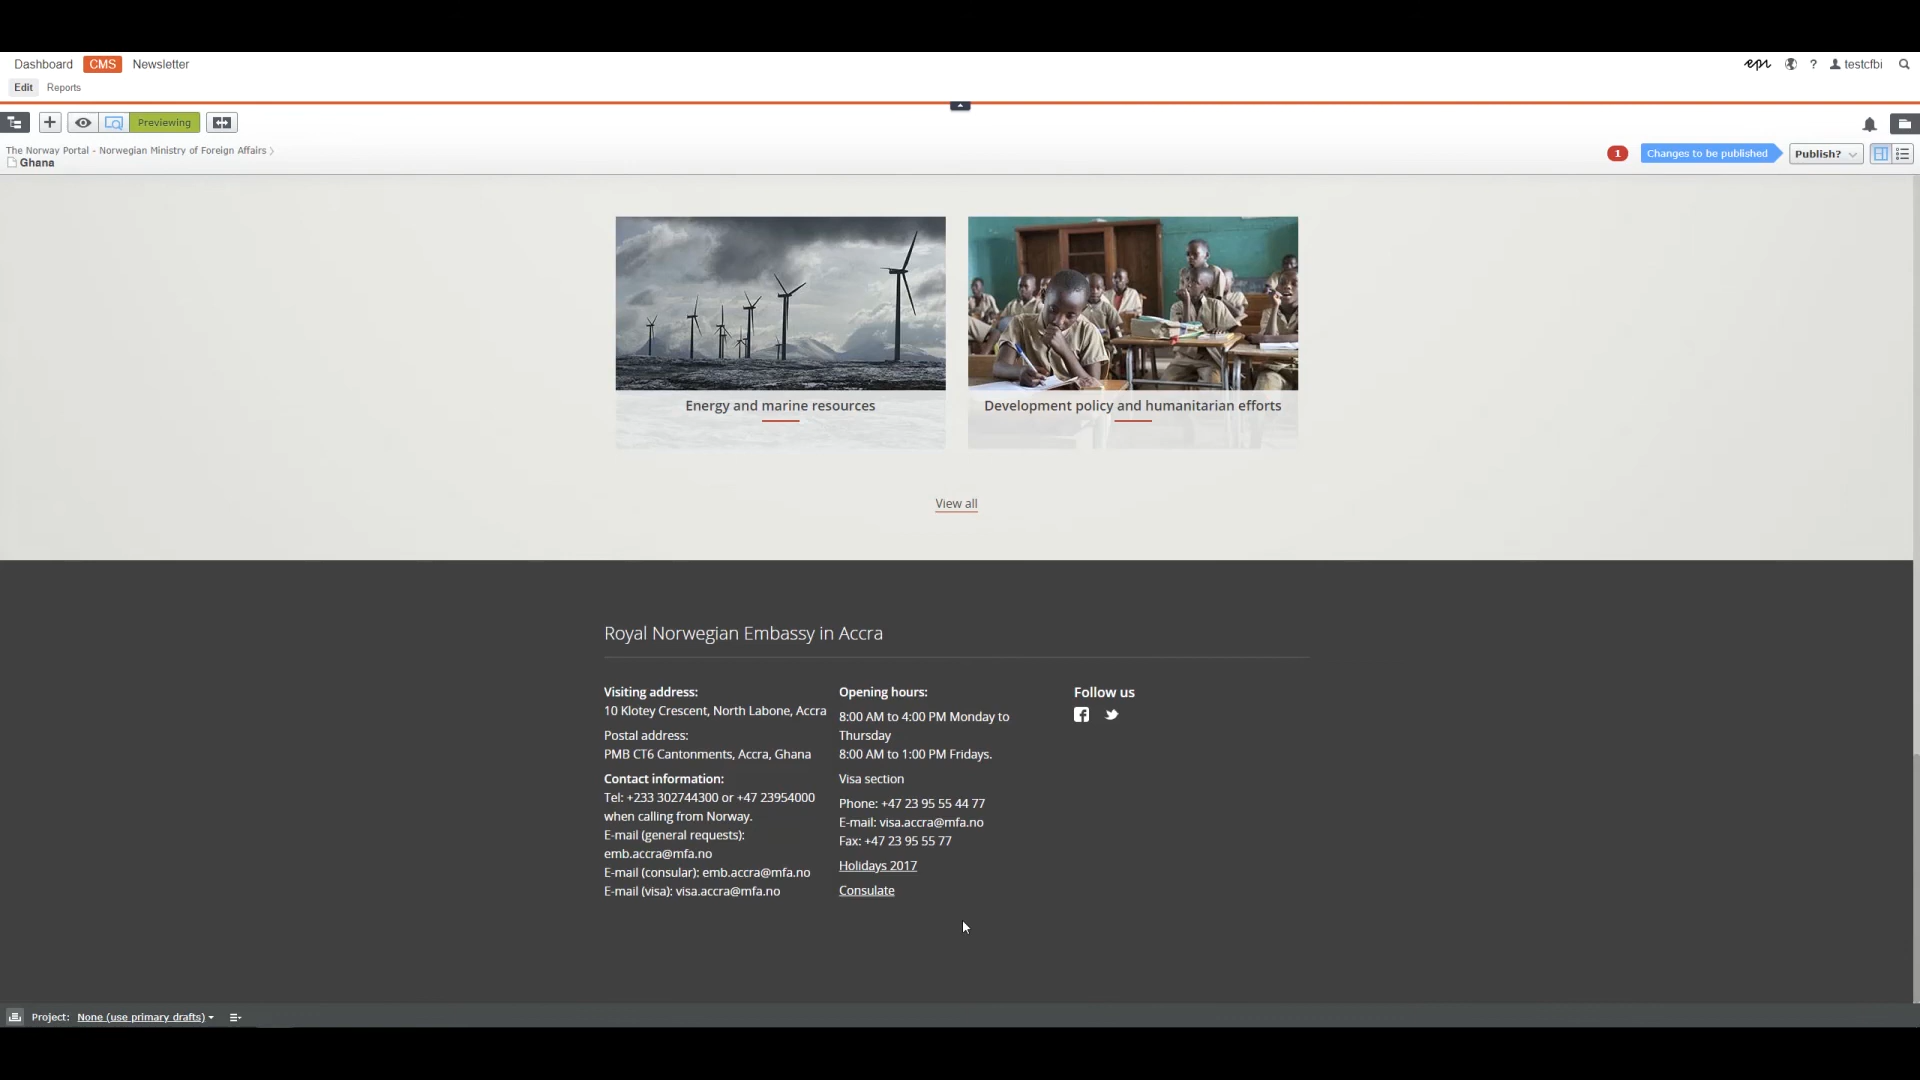 Dashboard CMS Newsletter
epi ? testcfbi
Edit Reports
Previewing
The Norway Portal - Norwegian Ministry of Foreign Affairs
Ghana
1 Changes to be published Publish?
Energy and marine resources
Development policy and humanitarian efforts
View all
Royal Norwegian Embassy in Accra
Visiting address:
10 Klotey Crescent, North Labone, Accra
Postal address:
PMB CT6 Cantonments, Accra, Ghana
Contact information:
Tel: +233 302744300 or +47 23954000
when calling from Norway.
E-mail (general requests):
emb.accra@mfa.no
E-mail (consular): emb.accra@mfa.no
E-mail (visa): visa.accra@mfa.no
Opening hours:
8:00 AM to 4:00 PM Monday to
Thursday
8:00 AM to 1:00 PM Fridays.
Visa section
Phone: +47 23 95 55 44 77
E-mail: visa.accra@mfa.no
Fax: +47 23 95 55 77
Holidays 2017
Consulate
Follow us
Project: None (use primary drafts)